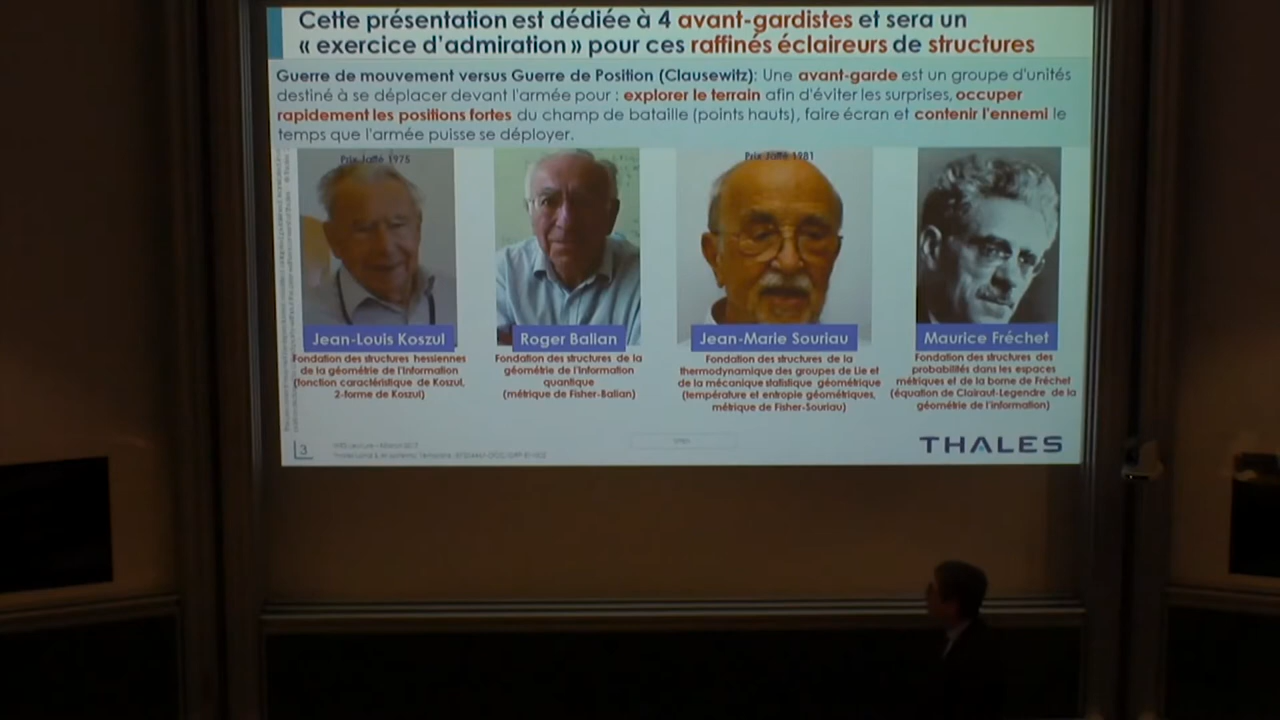 Cette présentation est dédiée à 4 avant-gardistes et sera un
« exercice d'admiration » pour ces raffinés éclaireurs de structures
Guerre de mouvement versus Guerre de Position (Clausewitz): Une avant-garde est un groupe d'unités
destiné à se déplacer devant l'armée pour : explorer le terrain afin d'éviter les surprises, occuper
rapidement les positions fortes du champ de bataille (points hauts), faire écran et contenir l'ennemi le
temps que l'armée puisse se déployer.
Prix Jaffé 1975
Prix Jaffé 1981
Jean-Louis Koszul
Fondation des structures hessiennes
de la géométrie de l'Information
(fonction caractéristique de Koszul,
2-forme de Koszul)
Roger Balian
Fondation des structures de la
géométrie de l'Information
quantique
(métrique de Fisher-Balian)
Jean-Marie Souriau
Fondation des structures de la
thermodynamique des groupes de Lie et
de la mécanique statistique géométrique
(température et entropie géométriques,
métrique de Fisher-Souriau)
Maurice Fréchet
Fondation des structures des
probabilités dans les espaces
métriques et de la borne de Fréchet
(équation de Clairaut-Legendre de la
géométrie de l'information)
3
THALES